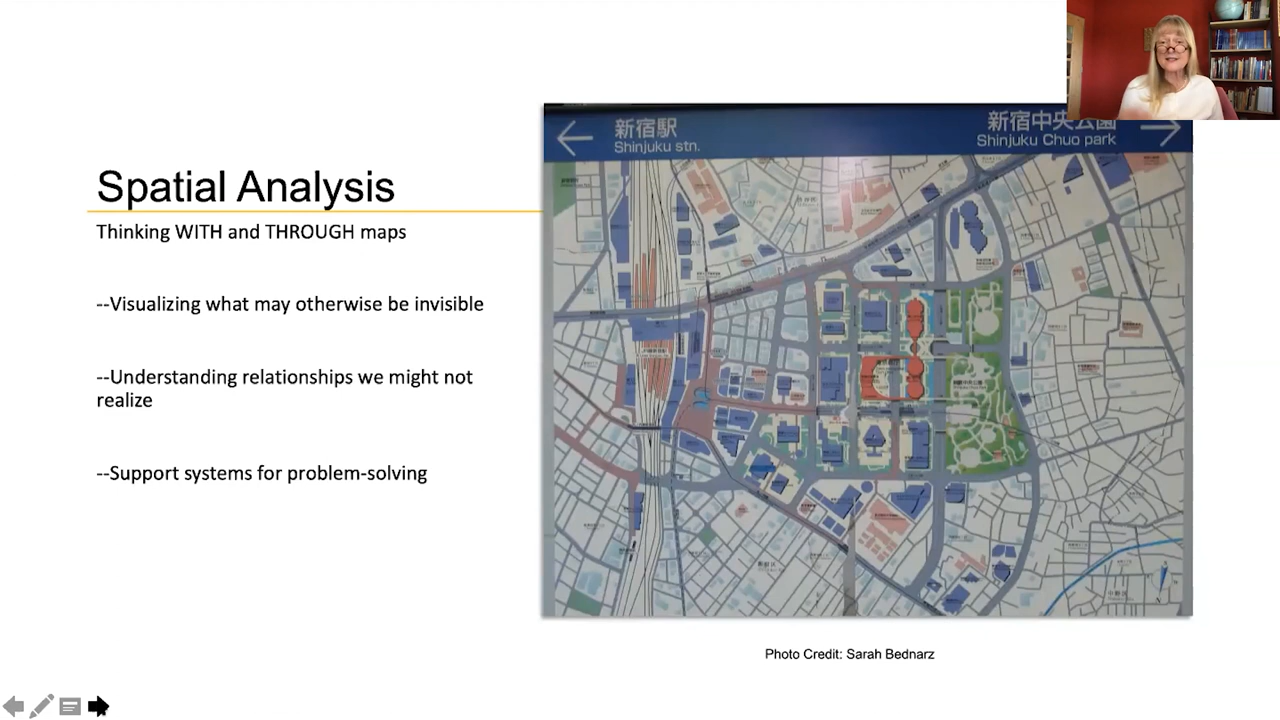 Spatial Analysis
Thinking WITH and THROUGH maps
--Visualizing what may otherwise be invisible
--Understanding relationships we might not
realize
--Support systems for problem-solving
新宿駅
Shinjuku stn.
新宿中央公園
Shinjuku Chuo park
Photo Credit: Sarah Bednarz